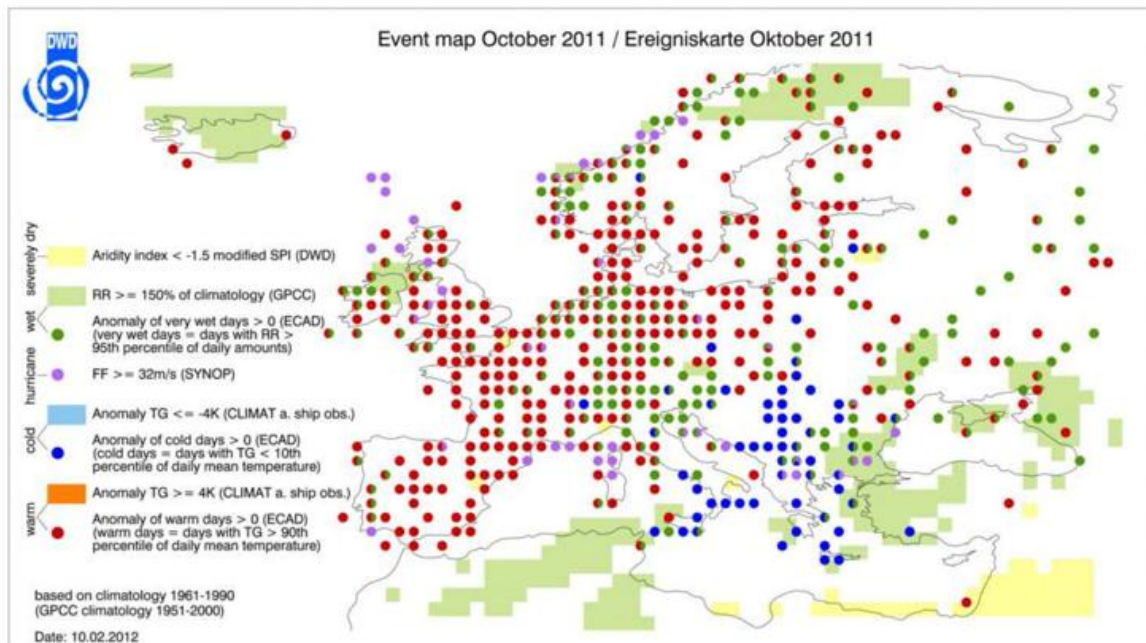 DWD
Event map October 2011 / Ereigniskarte Oktober 2011
severely dry
Aridity index < -1.5 modified SPI (DWD)
wet
RR >= 150% of climatology (GPCC)
Anomaly of very wet days > 0 (ECAD)
(very wet days = days with RR >
95th percentile of daily amounts)
hurricane
FF >= 32m/s (SYNOP)
cold
Anomaly TG <= -4K (CLIMAT a. ship obs.)
Anomaly of cold days > 0 (ECAD)
(cold days = days with TG < 10th
percentile of daily mean temperature)
warm
Anomaly TG >= 4K (CLIMAT a. ship obs.)
Anomaly of warm days > 0 (ECAD)
(warm days = days with TG > 90th
percentile of daily mean temperature)
based on climatology 1961-1990
(GPCC climatology 1951-2000)
Date: 10.02.2012